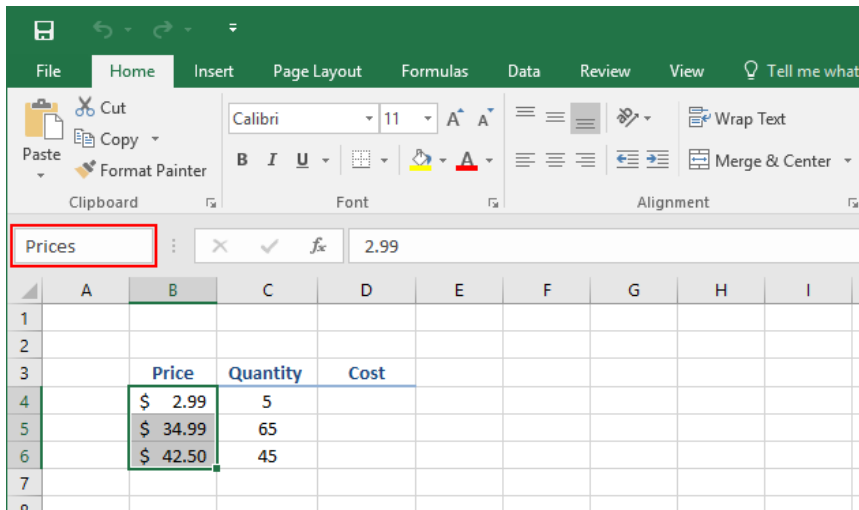 File Home Insert Page Layout Formulas Data Review View Tell me what
Cut
Copy
Format Painter
Paste
Calibri 11 A A
B I U A
Wrap Text
Merge & Center
Clipboard Font Alignment
Prices fx 2.99
A B C D E F G H I
1
2
3 Price Quantity Cost
4 $ 2.99 5
5 $ 34.99 65
6 $ 42.50 45
7